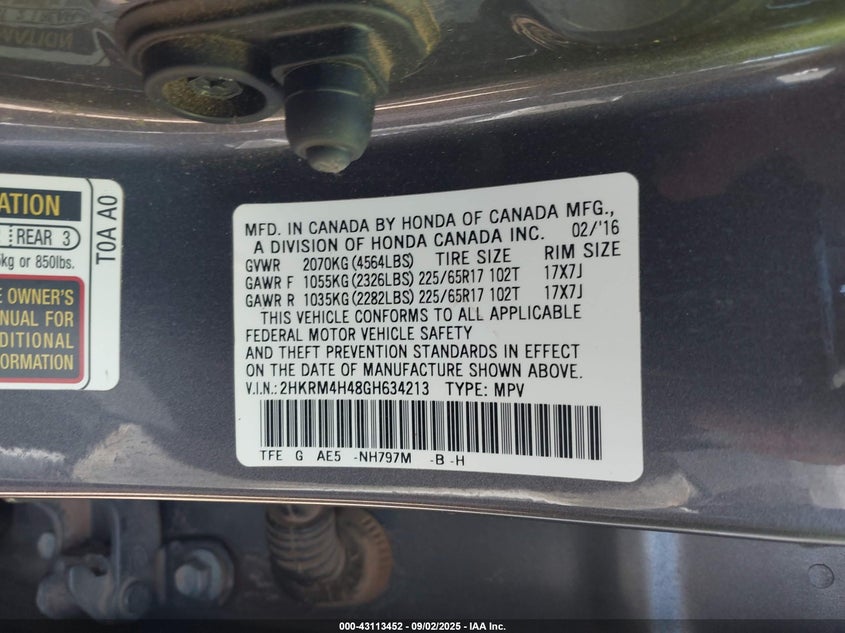 ATION
REAR 3
kg or 850lbs.
E OWNER'S
NUAL FOR
DITIONAL
FORMATION
TOA A0
MFD. IN CANADA BY HONDA OF CANADA MFG.,
A DIVISION OF HONDA CANADA INC. 02/'16
GVWR 2070KG (4564LBS) TIRE SIZE RIM SIZE
GAWR F 1055KG (2326LBS) 225/65R17 102T 17X7J
GAWR R 1035KG (2282LBS) 225/65R17 102T 17X7J
THIS VEHICLE CONFORMS TO ALL APPLICABLE
FEDERAL MOTOR VEHICLE SAFETY
AND THEFT PREVENTION STANDARDS IN EFFECT
ON THE DATE OF MANUFACTURE SHOWN ABOVE.
V.I.N.: 2HKRM4H48GH634213 TYPE: MPV
TFE G AE5 -NH797M -B -H
000-43113452 - 09/02/2025 - IAA Inc.